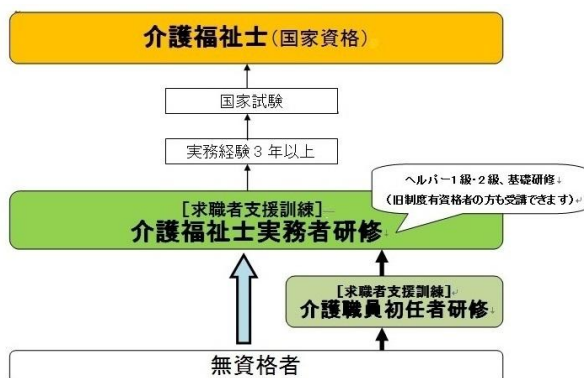 介護福祉士(国家資格)
国家試験
実務経験3年以上
ヘルパー1級・2級、基礎研修
(旧制度有資格者の方も受講できます)
[求職者支援訓練]
介護福祉士実務者研修
[求職者支援訓練]
介護職員初任者研修
無資格者